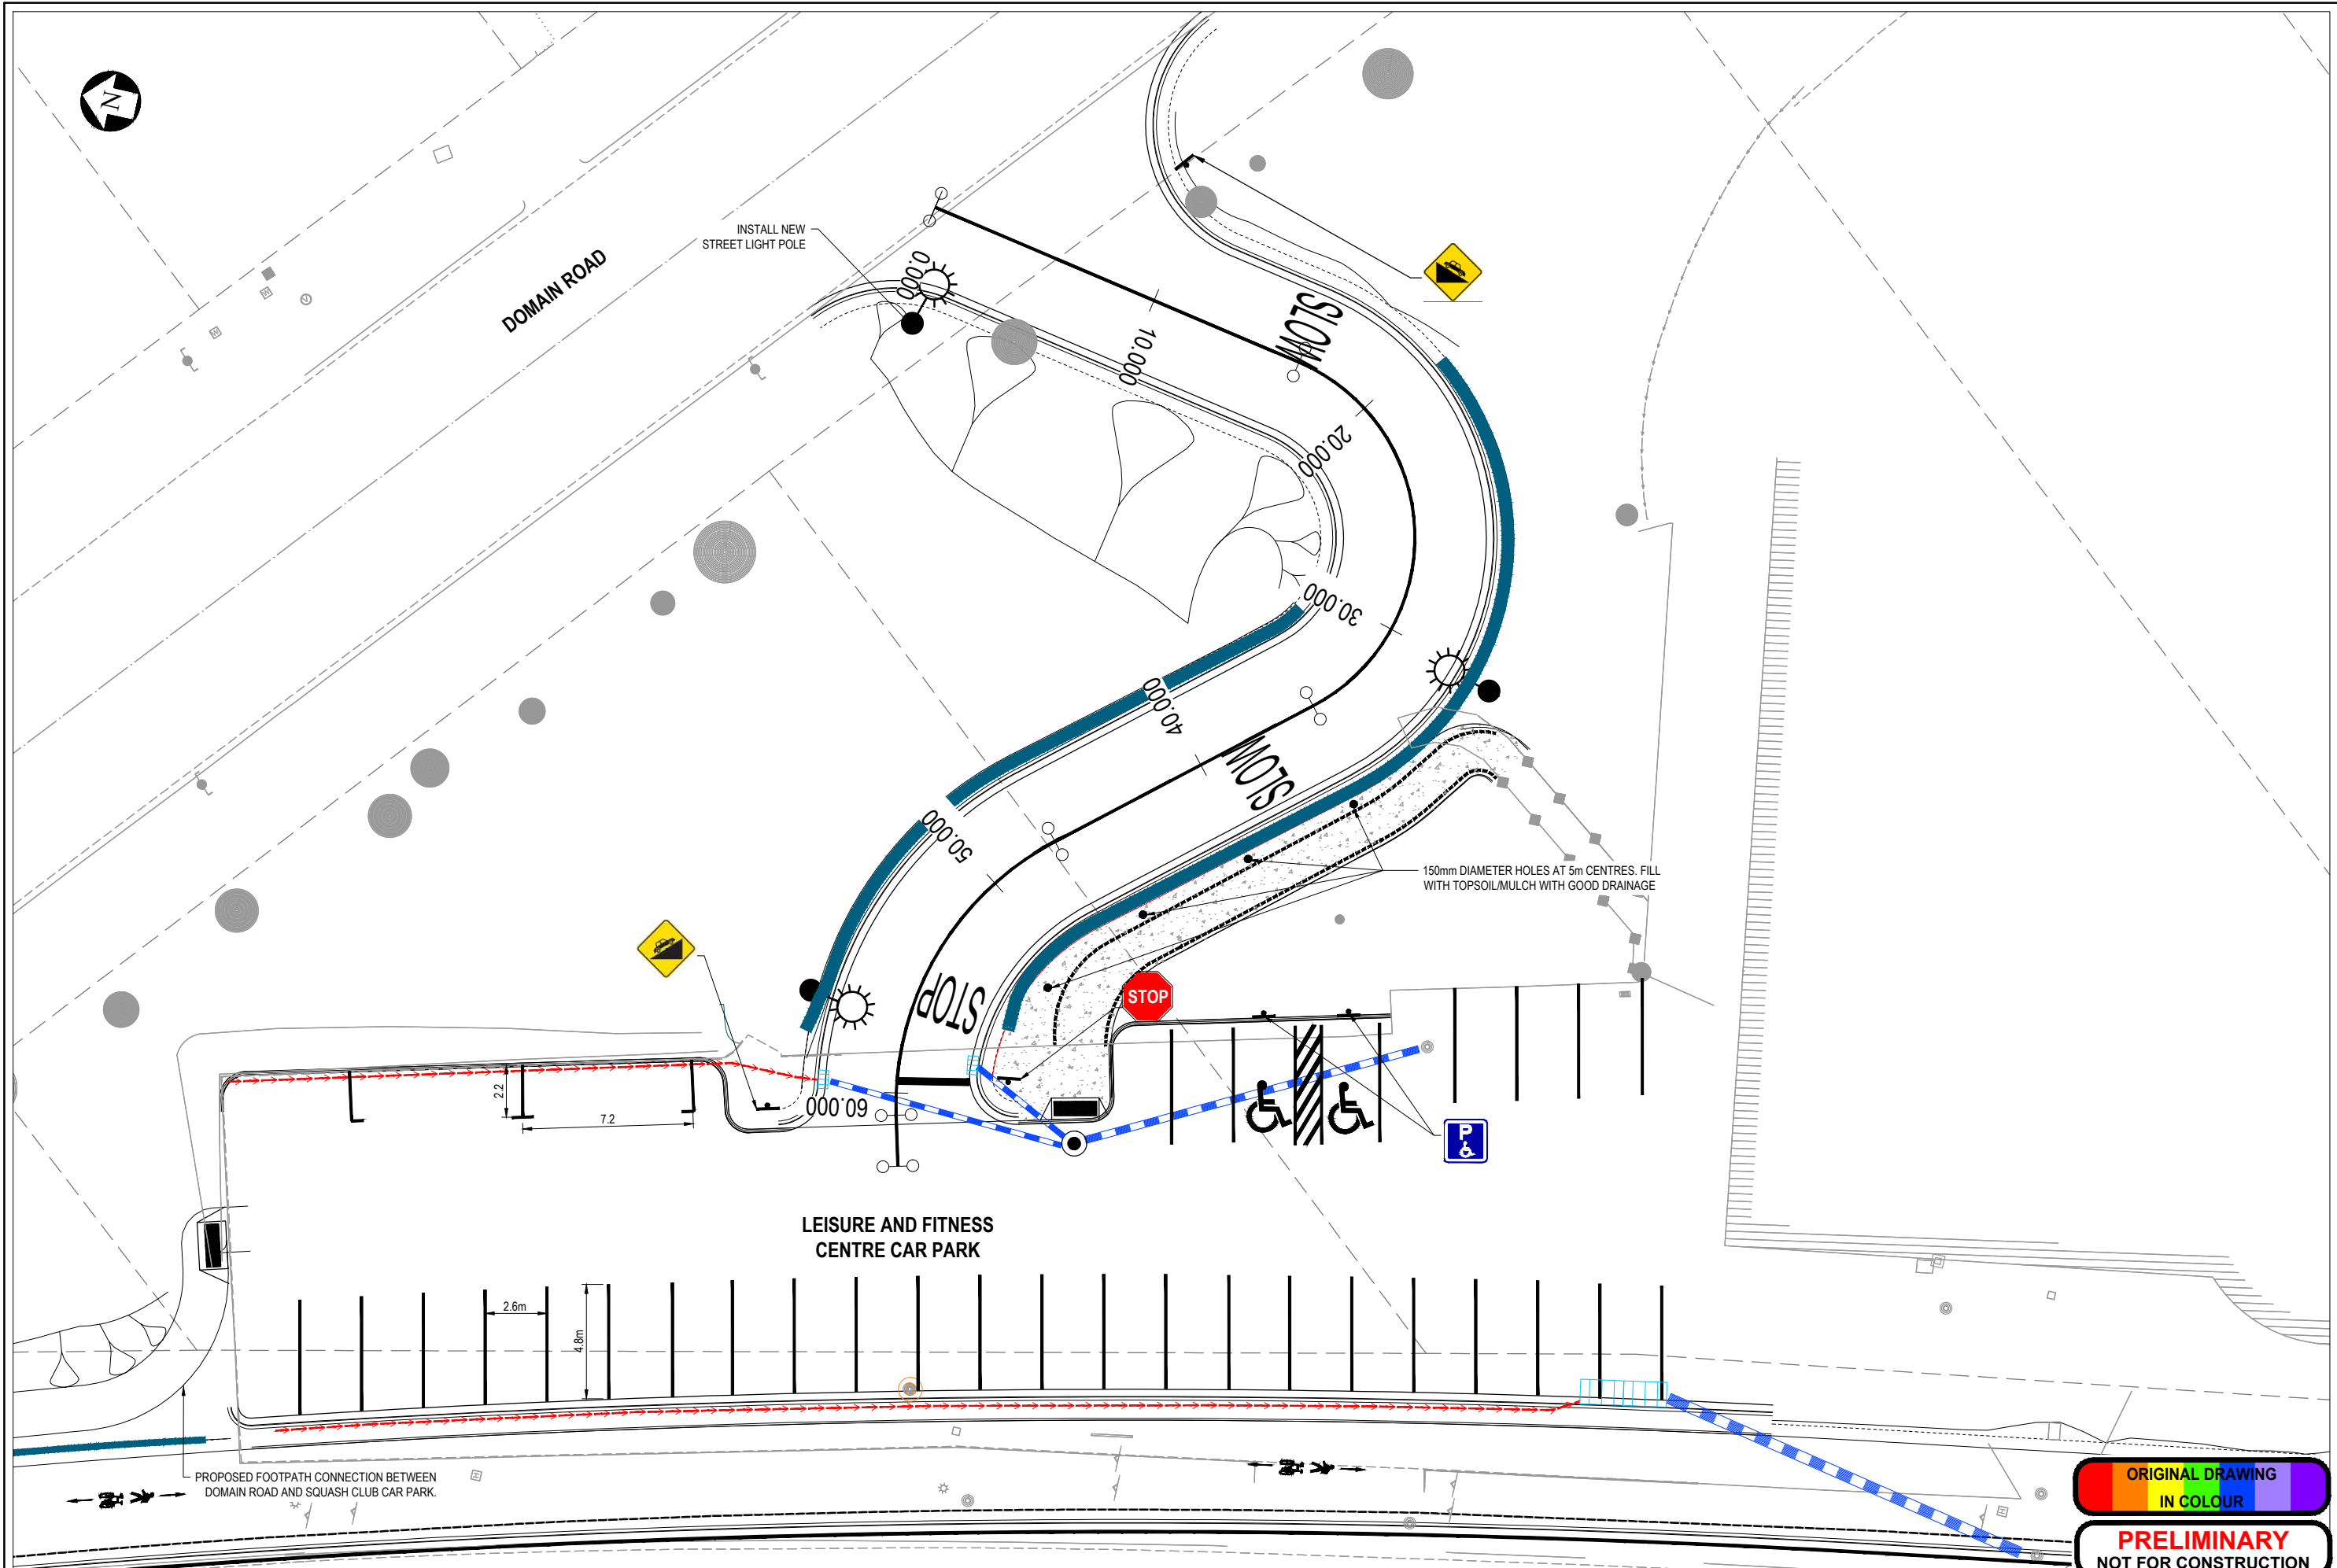 N
INSTALL NEW
STREET LIGHT POLE
DOMAIN ROAD
0.000
10.000
SLOW
20.000
30.000
40.000
SLOW
50.000
150mm DIAMETER HOLES AT 5m CENTRES. FILL
WITH TOPSOIL/MULCH WITH GOOD DRAINAGE
STOP
STOP
2.2
7.2
60.000
P
LEISURE AND FITNESS
CENTRE CAR PARK
2.6m
4.8m
PROPOSED FOOTPATH CONNECTION BETWEEN
DOMAIN ROAD AND SQUASH CLUB CAR PARK.
ORIGINAL DRAWING
IN COLOUR
PRELIMINARY
NOT FOR CONSTRUCTION